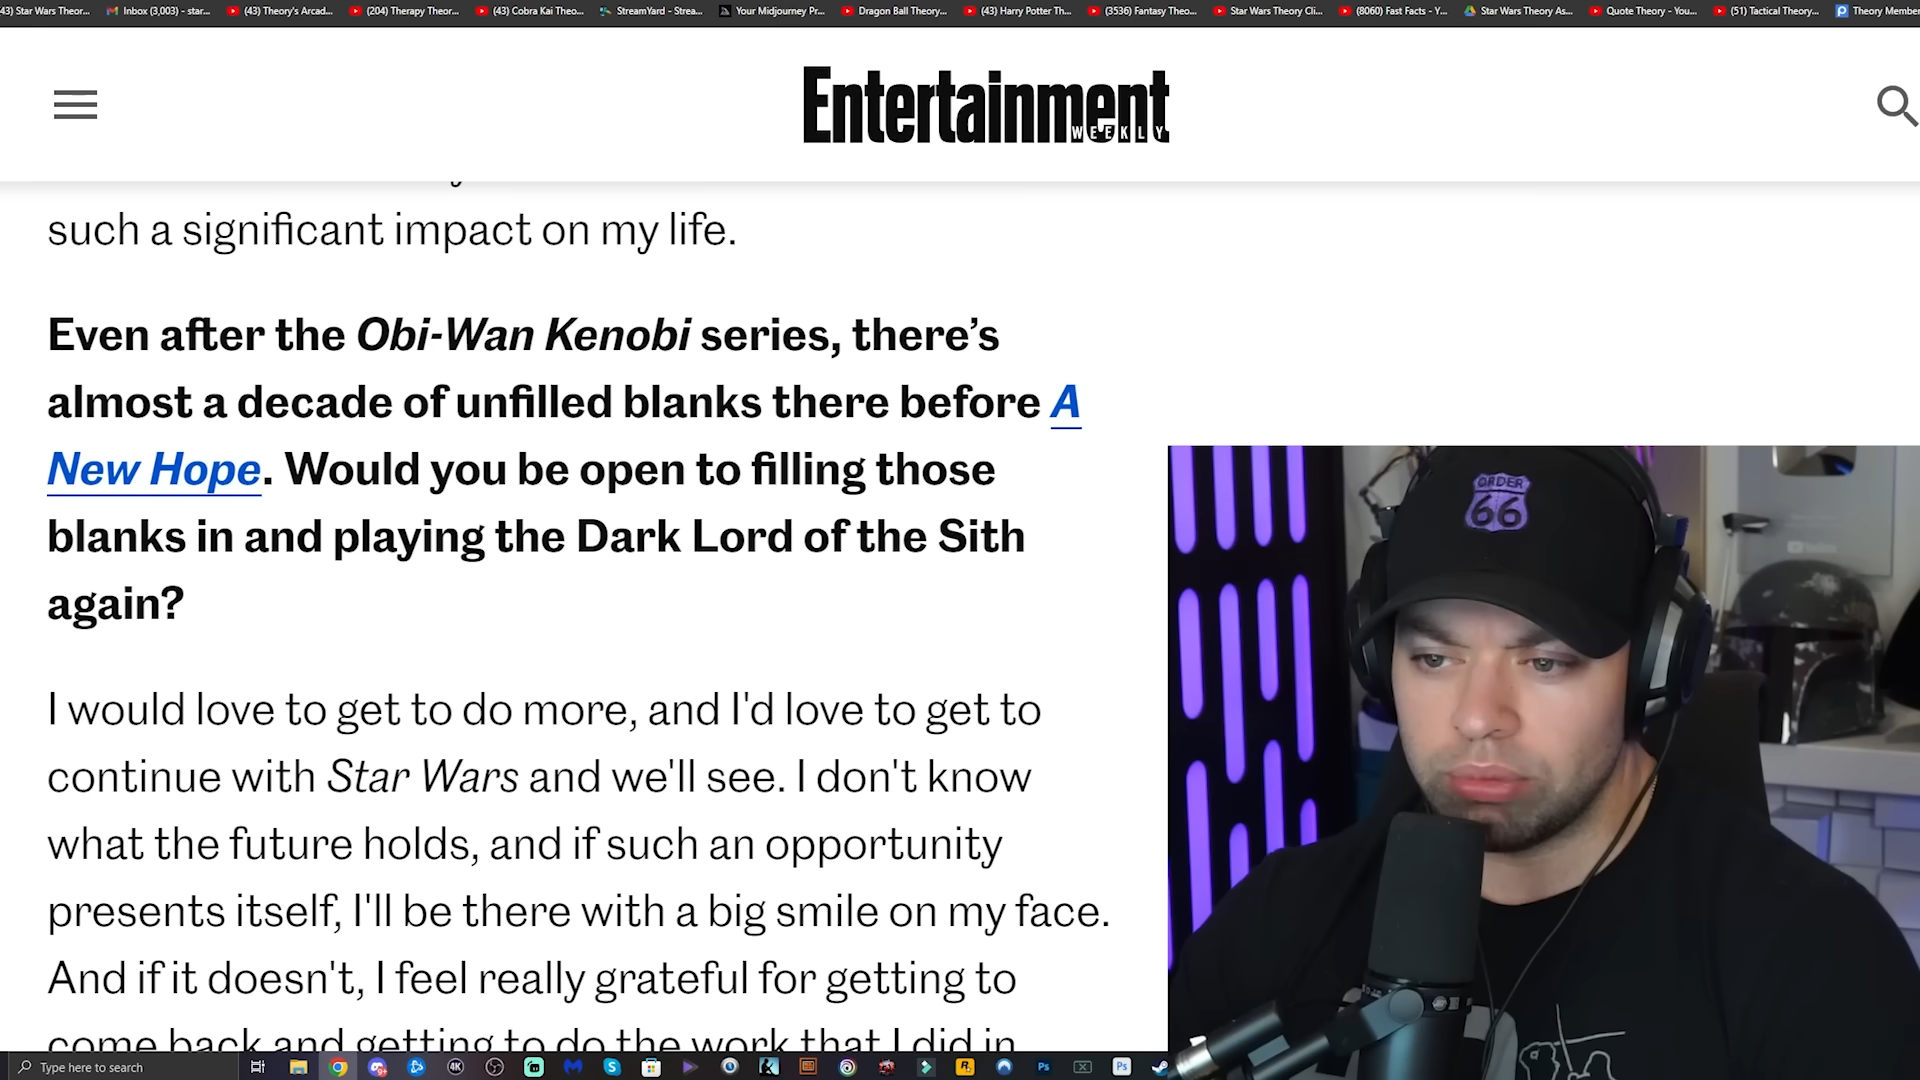 43) Star Wars Theor...
Inbox (3,003) - star...
(43) Theory's Arcad...
(204) Therapy Theor...
(43) Cobra Kai Theo...
StreamYard - Strea...
Your Midjourney Pr...
Dragon Ball Theory...
(43) Harry Potter Th...
(3536) Fantasy Theo...
Star Wars Theory Cli...
(8060) Fast Facts - Y...
Star Wars Theory As...
Quote Theory - You...
(51) Tactical Theory...
Theory Member
Entertainment
WEEKLY
such a significant impact on my life.
Even after the Obi-Wan Kenobi series, there's
almost a decade of unfilled blanks there before A
New Hope. Would you be open to filling those
blanks in and playing the Dark Lord of the Sith
again?
I would love to get to do more, and I'd love to get to
continue with Star Wars and we'll see. I don't know
what the future holds, and if such an opportunity
presents itself, I'll be there with a big smile on my face.
And if it doesn't, I feel really grateful for getting to
come back and getting to do the work that I did in
ORDER
66
Type here to search
4K
Ps
Ps